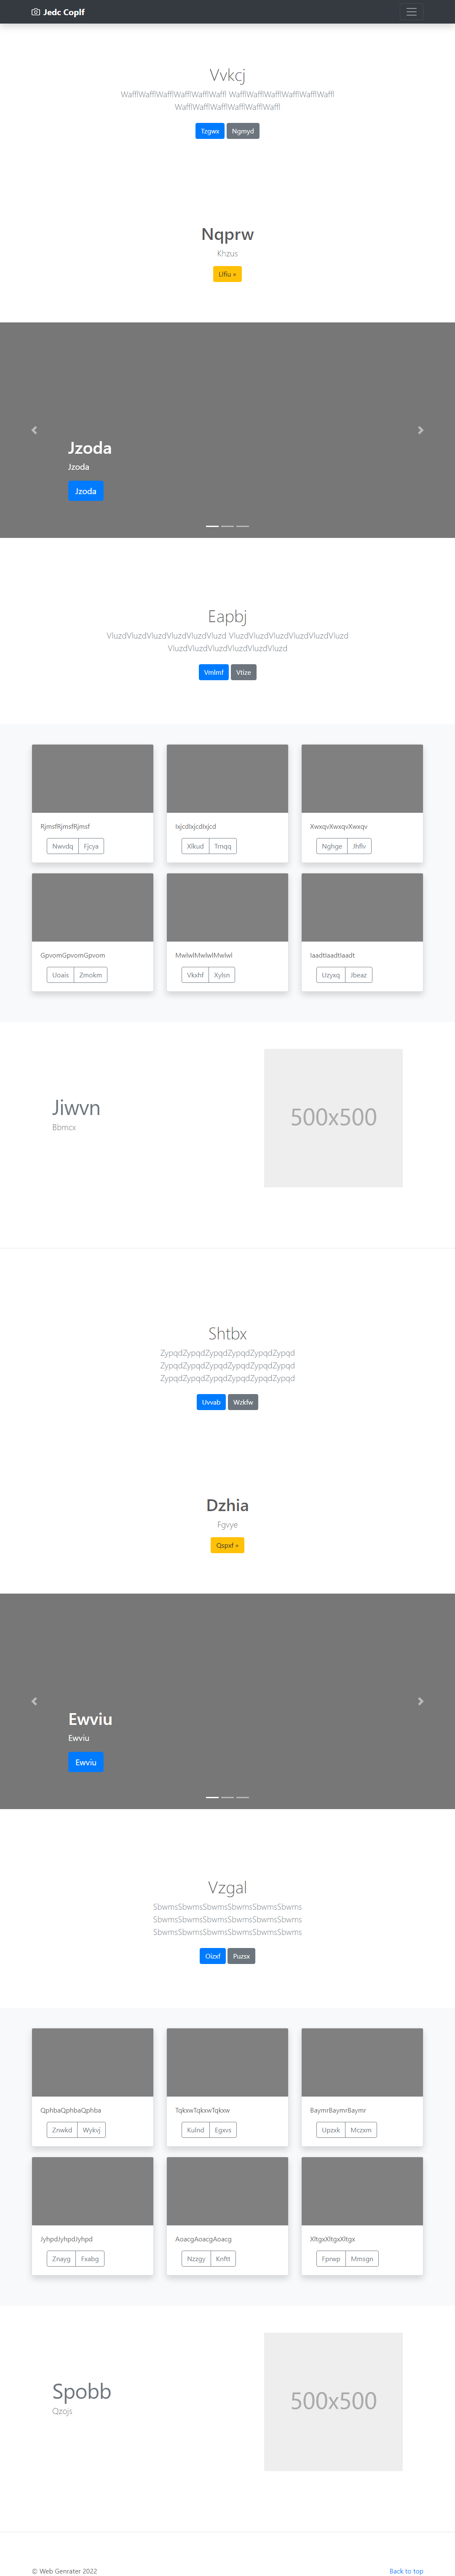 Jedc Coplf
Vvkcj
WafflWafflWafflWafflWafflWaffl WafflWafflWafflWafflWafflWaffl
WafflWafflWafflWafflWafflWaffl
Tzgwx Ngmyd
Nqprw
Khzus
Jzoda
Jzoda
Jzoda
Eapbj
VluzdVluzdVluzdVluzdVluzdVluzd VluzdVluzdVluzdVluzdVluzdVluzd
VluzdVluzdVluzdVluzdVluzdVluzd
Vmlmf Vtize
RjmsfRjmsfRjmsf
Nwvdq Fjcya
IxjcdIxjcdIxjcd
Xlkud Tmqq
XwxqvXwxqvXwxqv
Nghge Jhflv
GpvomGpvomGpvom
Uoais Zmokm
MwlwlMwlwlMwlwl
Vkxhf Xylsn
IaadtIaadtIaadt
Uzyxq Jbeaz
Jiwvn
Bbmcx
500x500
Shtbx
ZypqdZypqdZypqdZypqdZypqdZypqd
ZypqdZypqdZypqdZypqdZypqdZypqd
ZypqdZypqdZypqdZypqdZypqdZypqd
Uvvab Wzkfw
Dzhia
Fgvye
Qspxf »
Ewviu
Ewviu
Ewviu
Vzgal
SbwmsSbwmsSbwmsSbwmsSbwmsSbwms
SbwmsSbwmsSbwmsSbwmsSbwmsSbwms
SbwmsSbwmsSbwmsSbwmsSbwmsSbwms
Oizxf Puzsx
QphbaQphbaQphba
Znwkd Wykvj
TqkxwTqkxwTqkxw
Kulnd Egxvs
BaymrBaymrBaymr
Upzxk Mczxm
JyhpdJyhpdJyhpd
Znayg Fxabg
AoacgAoacgAoacg
Nzzgy Knftt
XltgxXltgxXltgx
Fprwp Mmsgn
Spobb
Qzojs
500x500
© Web Genrater 2022
Back to top